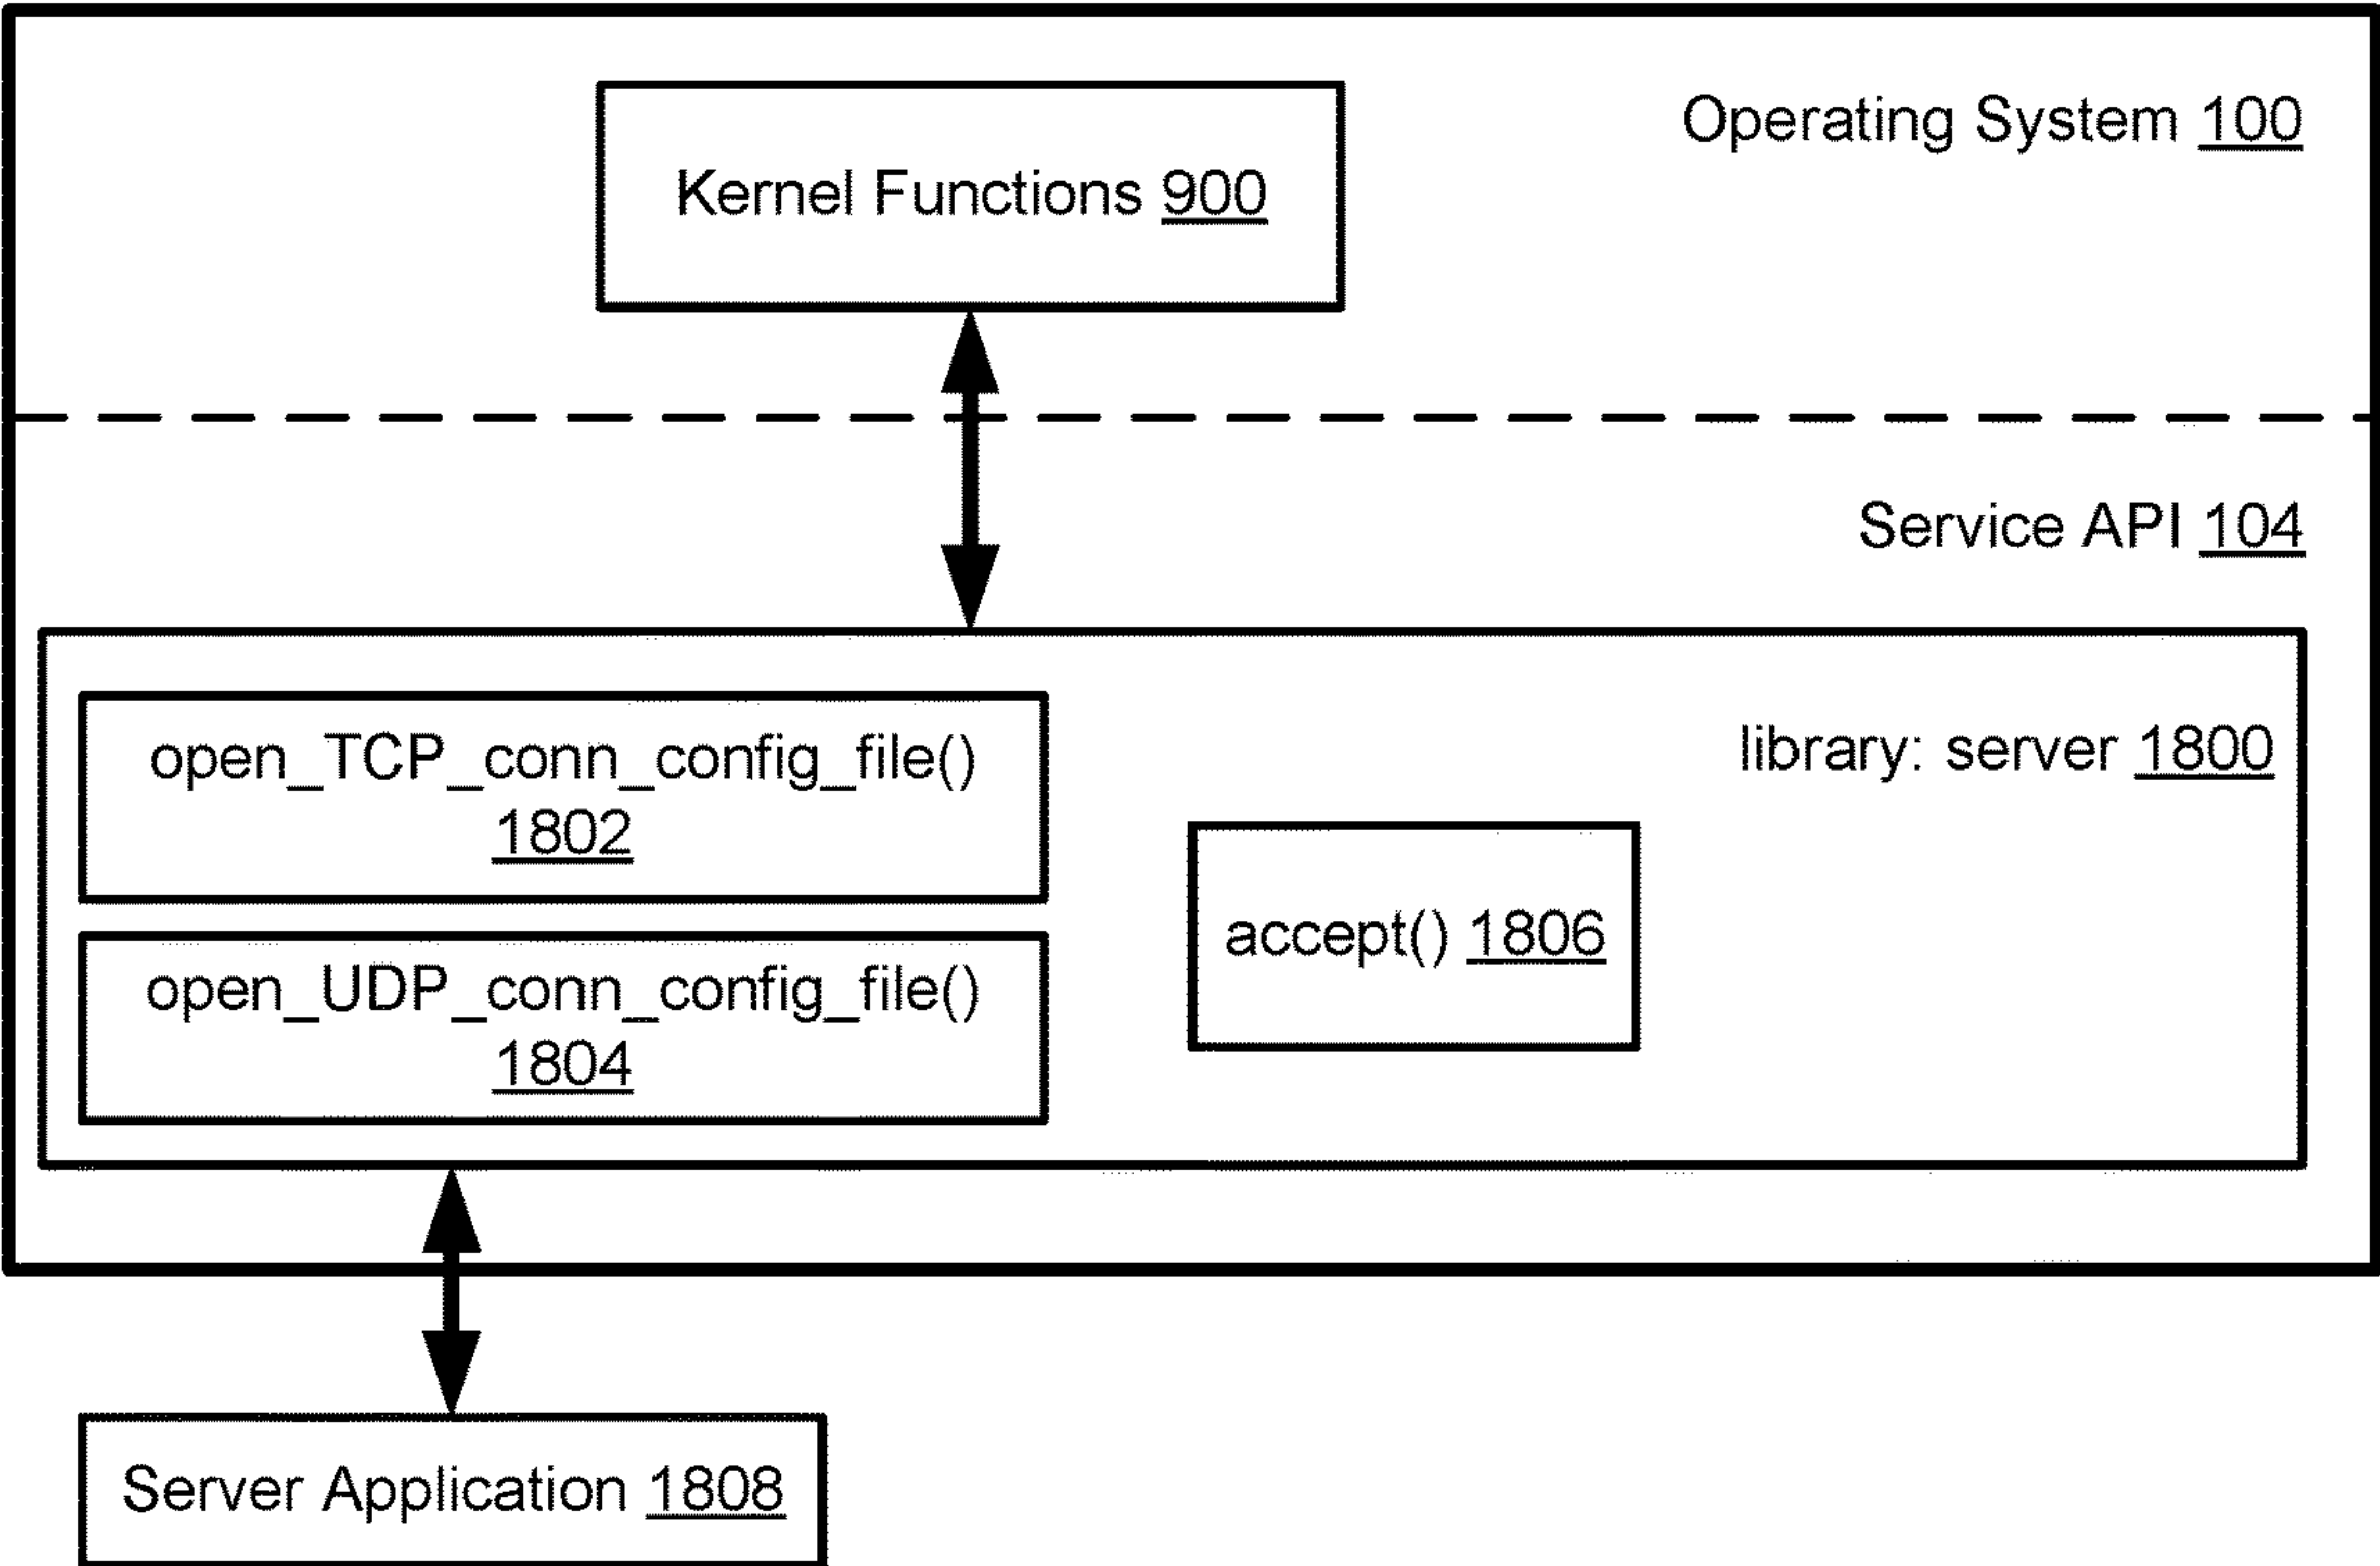 Operating System 100
Kernel Functions 900
Service API 104
library: server 1800
open_TCP_conn_config_file()
1802
accept() 1806
open_UDP_conn_config_file()
1804
Server Application 1808